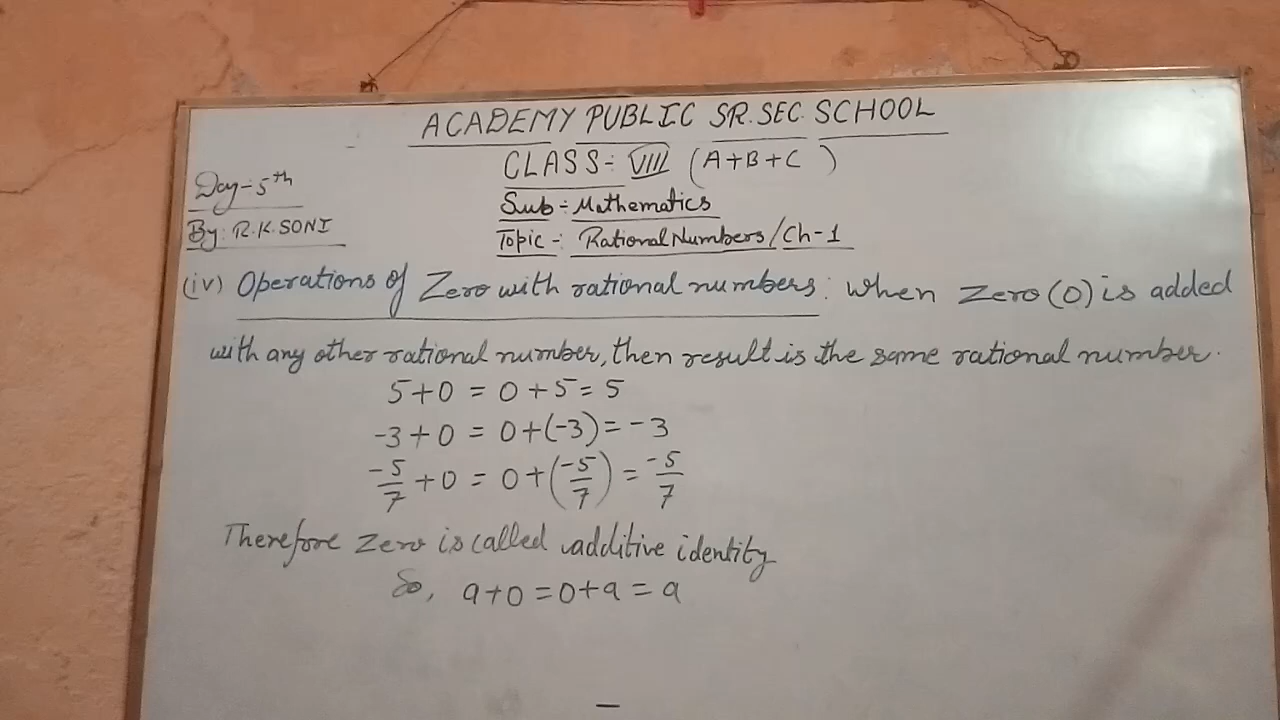 ACADEMY PUBLIC SR. SEC. SCHOOL
CLASS:- VIII (A+B+C )
Day-5th
Sub:- Mathematics
By: R.K. SONI
Topic -: Rational Numbers/Ch-1
(iv) Operations of Zero with rational numbers: When Zero (0) is added
with any other rational number, then result is the same rational number.
5+0 = 0+5 = 5
-3+0 = 0+(-3) = -3
-5/7 +0 = 0+(-5/7) = -5/7
Therefore Zero is called additive identity
So, a+0 = 0+a = a